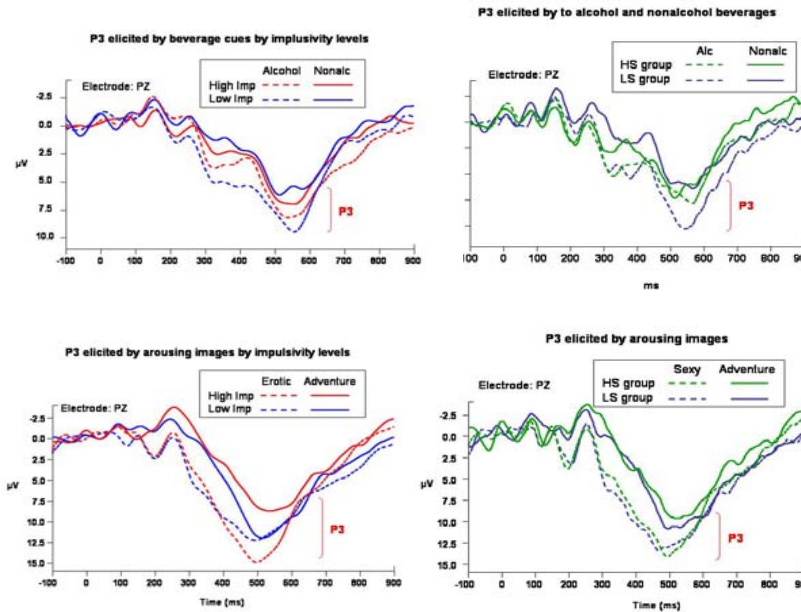 P3 elicited by beverage cues by implusivity levels
Electrode: PZ
Alcohol Nonalc
High Imp
Low Imp
-2.5
0.0
µV
5.0
7.5
10.0
P3
-100 0 100 200 300 400 500 600 700 800 900
P3 elicited by to alcohol and nonalcohol beverages
Electrode: PZ
Alc Nonalc
HS group
LS group
-2.5
0.0
µV
5.0
7.5
P3
-100 0 100 200 300 400 500 600 700 800 900
ms
P3 elicited by arousing images by impulsivity levels
Electrode: PZ
Erotic Adventure
High Imp
Low Imp
-2.5
0.0
µV
5.0
7.5
10.0
12.5
15.0
P3
-100 0 100 200 300 400 500 600 700 800 900
Time (ms)
P3 elicited by arousing images
Electrode: PZ
Sexy Adventure
HS group
LS group
-2.5
0.0
µV
5.0
7.5
10.0
12.5
15.0
P3
-100 0 100 200 300 400 500 600 700 800 900
Time (ms)